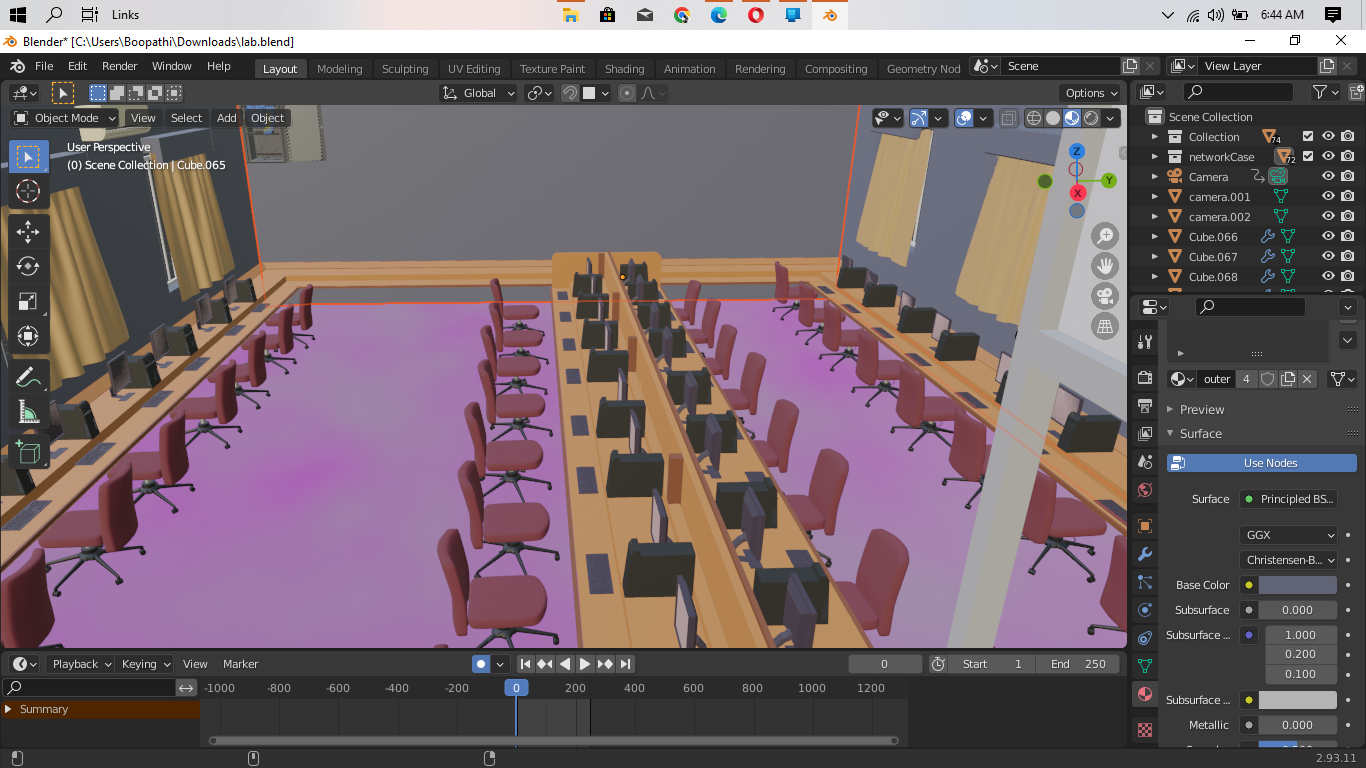 Links
6:44 AM
Blender* [C:\Users\Boopathi\Downloads\lab.blend]
File Edit Render Window Help
Layout Modeling Sculpting UV Editing Texture Paint Shading Animation Rendering Compositing Geometry Nod
Scene
View Layer
Global
Options
Object Mode View Select Add Object
User Perspective
(0) Scene Collection | Cube.065
Z
Y
X
Scene Collection
Collection 74
networkCase 72
Camera
camera.001
camera.002
Cube.066
Cube.067
Cube.068
outer 4
Preview
Surface
Use Nodes
Surface Principled BS...
GGX
Christensen-B...
Base Color
Subsurface 0.000
Subsurface ... 1.000
0.200
0.100
Subsurface ...
Metallic 0.000
Playback Keying View Marker
0
Start 1
End 250
-1000 -800 -600 -400 -200 0 200 400 600 800 1000 1200
Summary
2.93.11